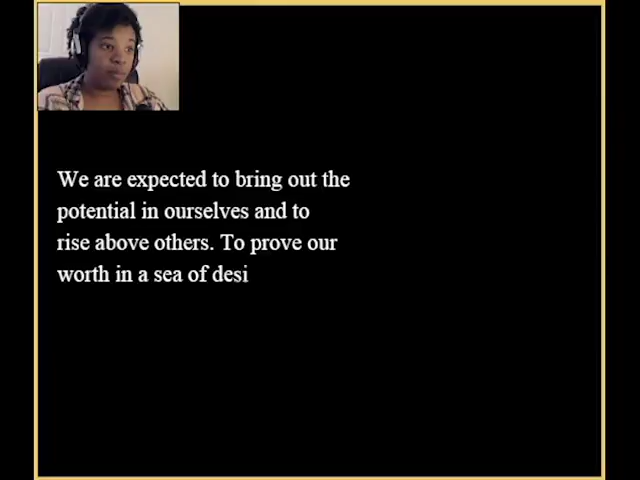 We are expected to bring out the
potential in ourselves and to
rise above others. To prove our
worth in a sea of desi